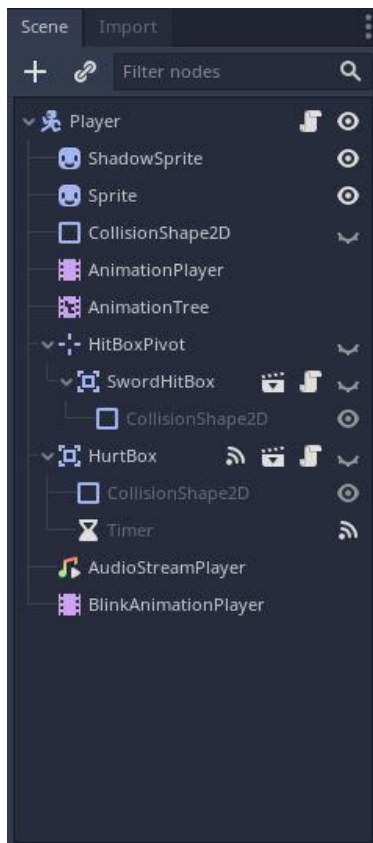 Scene Import
Filter nodes
Player
ShadowSprite
Sprite
CollisionShape2D
AnimationPlayer
AnimationTree
HitBoxPivot
SwordHitBox
CollisionShape2D
HurtBox
CollisionShape2D
Timer
AudioStreamPlayer
BlinkAnimationPlayer